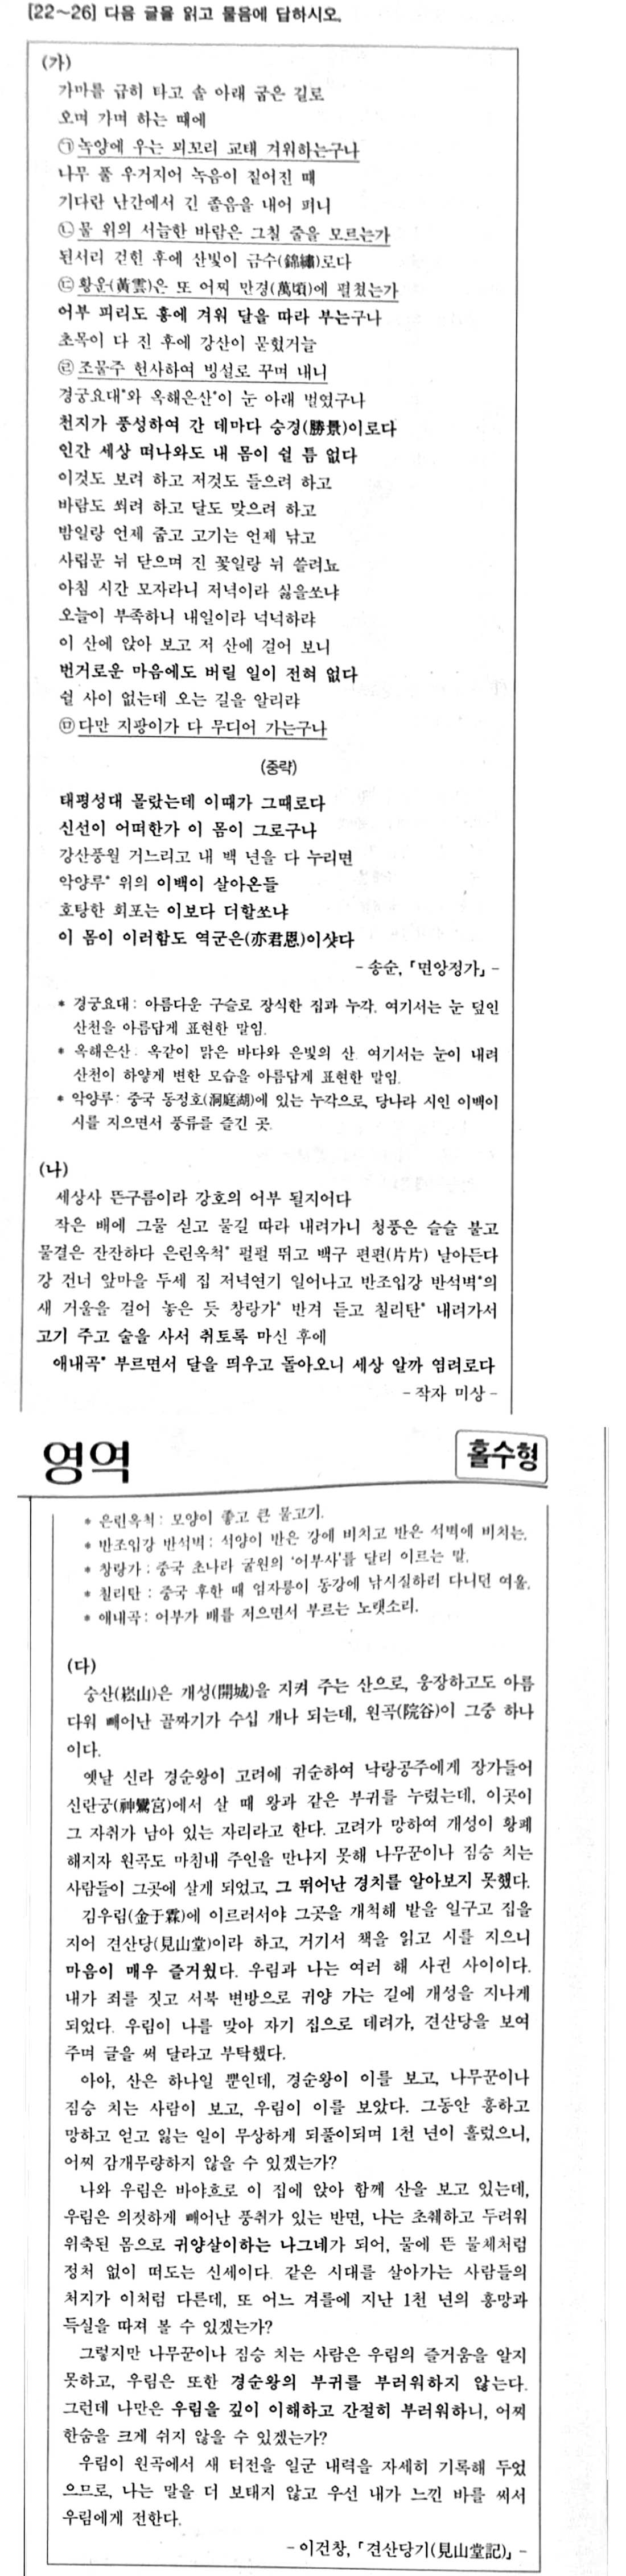 [22~26] 다음 글을 읽고 물음에 답하시오.
(가)
가마를 급히 타고 솔 아래 굽은 길로
오며 가며 하는 때에
㉠ 녹양에 우는 꾀꼬리 교태 겨워하는구나
나무 풀 우거지어 녹음이 짙어진 때
기다란 난간에서 긴 졸음을 내어 펴니
㉡ 물 위의 서늘한 바람은 그칠 줄을 모르는가
된서리 걷힌 후에 산빛이 금수(錦繡)로다
㉢ 황운(黃雲)은 또 어찌 만경(萬頃)에 펼쳤는가
어부 피리도 흥에 겨워 달을 따라 부는구나
초목이 다 진 후에 강산이 묻혔거늘
㉣ 조물주 헌사하여 빙설로 꾸며 내니
경궁요대*와 옥해은산*이 눈 아래 벌였구나
천지가 풍성하여 간 데마다 승경(勝景)이로다
인간 세상 떠나와도 내 몸이 쉴 틈 없다
이것도 보려 하고 저것도 들으려 하고
바람도 쐬려 하고 달도 맞으려 하고
밤일랑 언제 줍고 고기는 언제 낚고
사립문 뉘 닫으며 진 꽃일랑 뉘 쓸려뇨
아침 시간 모자라니 저녁이라 싫을쏘냐
오늘이 부족하니 내일이라 넉넉하랴
이 산에 앉아 보고 저 산에 걸어 보니
번거로운 마음에도 버릴 일이 전혀 없다
쉴 사이 없는데 오는 길을 알리랴
㉤ 다만 지팡이가 다 무디어 가는구나
(중략)
태평성대 몰랐는데 이때가 그때로다
신선이 어떠한가 이 몸이 그로구나
강산풍월 거느리고 내 백 년을 다 누리면
악양루* 위의 이백이 살아온들
호탕한 회포는 이보다 더할쏘냐
이 몸이 이러함도 역군은(亦君恩)이샷다
- 송순, 「면앙정가」 -
* 경궁요대 : 아름다운 구슬로 장식한 집과 누각. 여기서는 눈 덮인
산천을 아름답게 표현한 말임.
* 옥해은산 : 옥같이 맑은 바다와 은빛의 산. 여기서는 눈이 내려
산천이 하얗게 변한 모습을 아름답게 표현한 말임.
* 악양루 : 중국 동정호(洞庭湖)에 있는 누각으로, 당나라 시인 이백이
시를 지으면서 풍류를 즐긴 곳.
(나)
세상사 뜬구름이라 강호의 어부 될지어다
작은 배에 그물 싣고 물길 따라 내려가니 청풍은 슬슬 불고
물결은 잔잔하다 은린옥척* 펄펄 뛰고 백구 편편(片片) 날아든다
강 건너 앞마을 두세 집 저녁연기 일어나고 반조입강 반석벽*의
새 거울을 걸어 놓은 듯 창랑가* 반겨 듣고 칠리탄* 내려가서
고기 주고 술을 사서 취토록 마신 후에
애내곡* 부르면서 달을 띄우고 돌아오니 세상 알까 염려로다
- 작자 미상 -
영역
홀수형
* 은린옥척 : 모양이 좋고 큰 물고기.
* 반조입강 반석벽 : 석양이 반은 강에 비치고 반은 석벽에 비치는.
* 창랑가 : 중국 초나라 굴원의 '어부사'를 달리 이르는 말.
* 칠리탄 : 중국 후한 때 엄자릉이 동강에 낚시질하러 다니던 여울.
* 애내곡 : 어부가 배를 저으면서 부르는 노랫소리.
(다)
숭산(崧山)은 개성(開城)을 지켜 주는 산으로, 웅장하고도 아름
다워 빼어난 골짜기가 수십 개나 되는데, 원곡(院谷)이 그중 하나
이다.
옛날 신라 경순왕이 고려에 귀순하여 낙랑공주에게 장가들어
신란궁(神鸞宮)에서 살 때 왕과 같은 부귀를 누렸는데, 이곳이
그 자취가 남아 있는 자리라고 한다. 고려가 망하여 개성이 황폐
해지자 원곡도 마침내 주인을 만나지 못해 나무꾼이나 짐승 치는
사람들이 그곳에 살게 되었고, 그 뛰어난 경치를 알아보지 못했다.
김우림(金于霖)에 이르러서야 그곳을 개척해 밭을 일구고 집을
지어 견산당(見山堂)이라 하고, 거기서 책을 읽고 시를 지으니
마음이 매우 즐거웠다. 우림과 나는 여러 해 사귄 사이이다.
내가 죄를 짓고 서북 변방으로 귀양 가는 길에 개성을 지나게
되었다. 우림이 나를 맞아 자기 집으로 데려가, 견산당을 보여
주며 글을 써 달라고 부탁했다.
아아, 산은 하나일 뿐인데, 경순왕이 이를 보고, 나무꾼이나
짐승 치는 사람이 보고, 우림이 이를 보았다. 그동안 흥하고
망하고 얻고 잃는 일이 무상하게 되풀이되며 1천 년이 흘렀으니,
어찌 감개무량하지 않을 수 있겠는가?
나와 우림은 바야흐로 이 집에 앉아 함께 산을 보고 있는데,
우림은 의젓하게 빼어난 풍취가 있는 반면, 나는 초췌하고 두려워
위축된 몸으로 귀양살이하는 나그네가 되어, 물에 뜬 물체처럼
정처 없이 떠도는 신세이다. 같은 시대를 살아가는 사람들의
처지가 이처럼 다른데, 또 어느 겨를에 지난 1천 년의 흥망과
득실을 따져 볼 수 있겠는가?
그렇지만 나무꾼이나 짐승 치는 사람은 우림의 즐거움을 알지
못하고, 우림은 또한 경순왕의 부귀를 부러워하지 않는다.
그런데 나만은 우림을 깊이 이해하고 간절히 부러워하니, 어찌
한숨을 크게 쉬지 않을 수 있겠는가?
우림이 원곡에서 새 터전을 일군 내력을 자세히 기록해 두었
으므로, 나는 말을 더 보태지 않고 우선 내가 느낀 바를 써서
우림에게 전한다.
- 이건창, 「견산당기(見山堂記)」 -